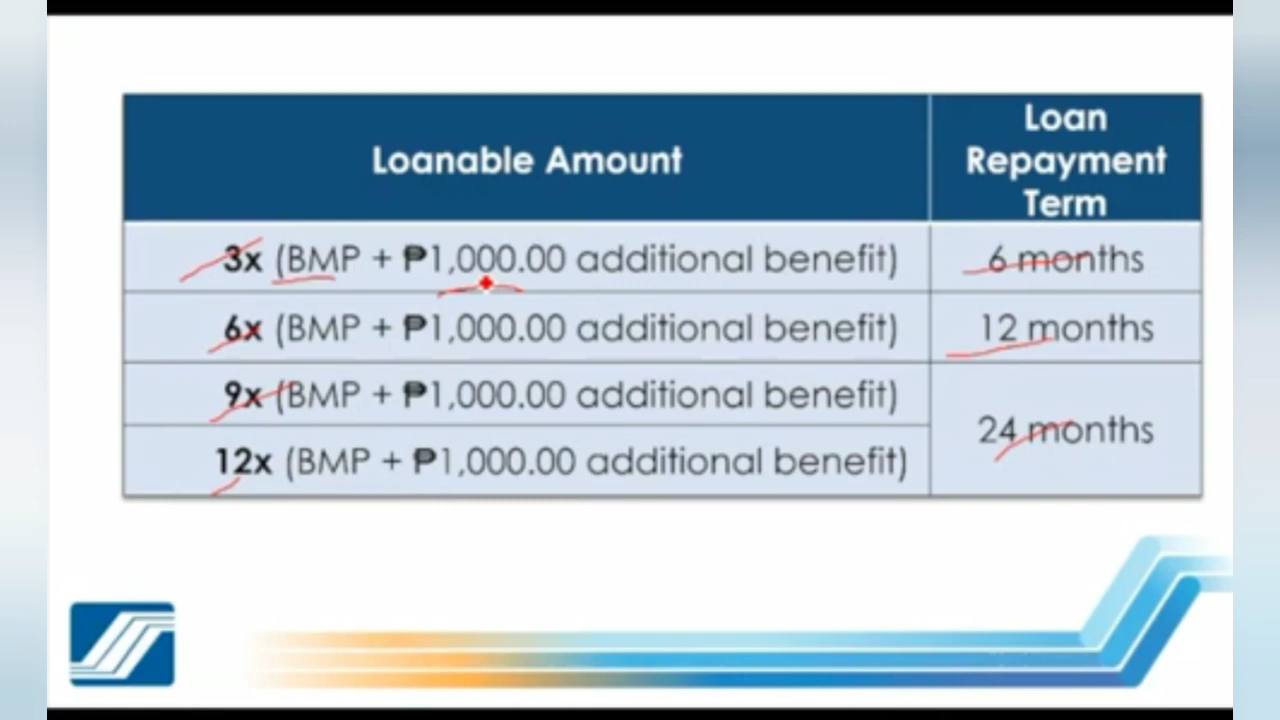 Loanable Amount
Loan
Repayment
Term
3x (BMP + ₱1,000.00 additional benefit)
6 months
6x (BMP + ₱1,000.00 additional benefit)
12 months
9x (BMP + ₱1,000.00 additional benefit)
24 months
12x (BMP + ₱1,000.00 additional benefit)